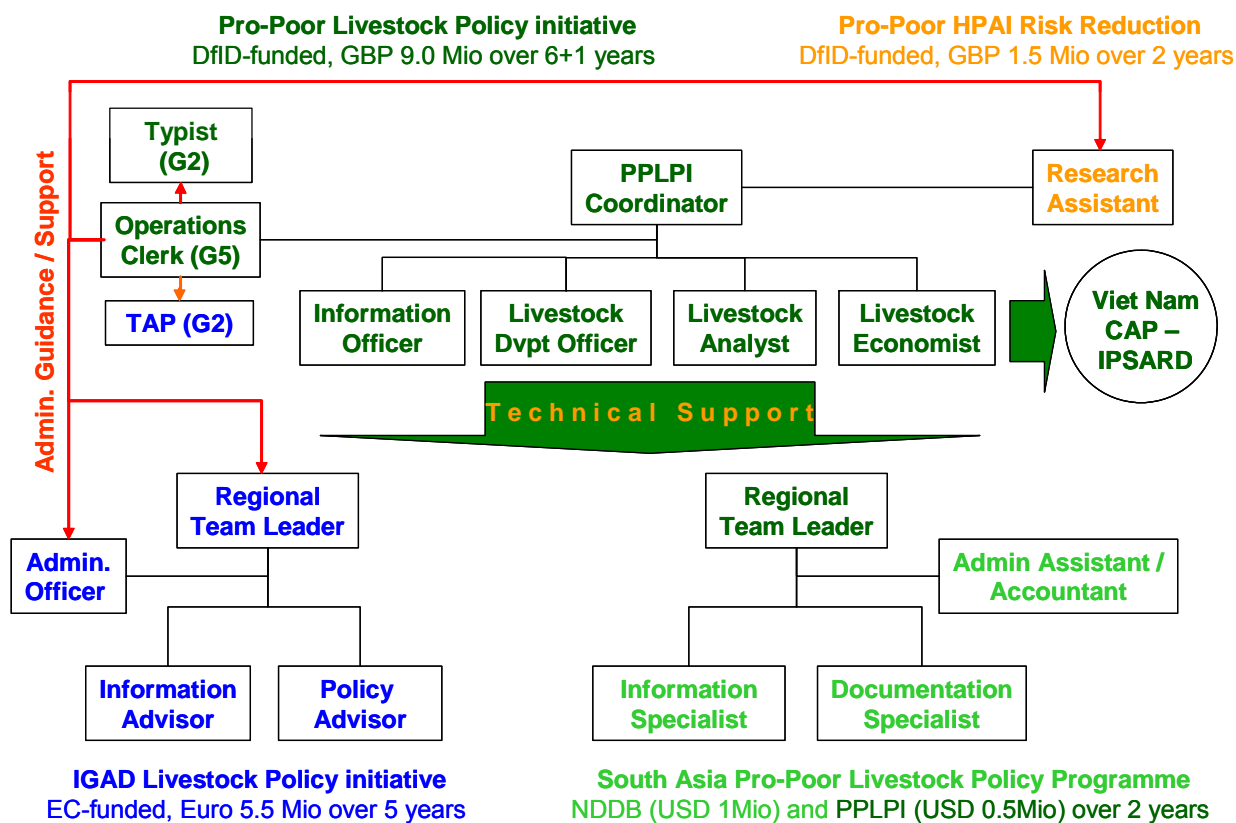 Pro-Poor Livestock Policy initiative
DfID-funded, GBP 9.0 Mio over 6+1 years
Pro-Poor HPAI Risk Reduction
DfID-funded, GBP 1.5 Mio over 2 years
Admin. Guidance / Support
Typist
(G2)
Operations
Clerk (G5)
TAP (G2)
PPLPI
Coordinator
Research
Assistant
Information
Officer
Livestock
Dvpt Officer
Livestock
Analyst
Livestock
Economist
Viet Nam
CAP –
IPSARD
Technical Support
Regional
Team Leader
Admin.
Officer
Information
Advisor
Policy
Advisor
Regional
Team Leader
Admin Assistant /
Accountant
Information
Specialist
Documentation
Specialist
IGAD Livestock Policy initiative
EC-funded, Euro 5.5 Mio over 5 years
South Asia Pro-Poor Livestock Policy Programme
NDDB (USD 1Mio) and PPLPI (USD 0.5Mio) over 2 years